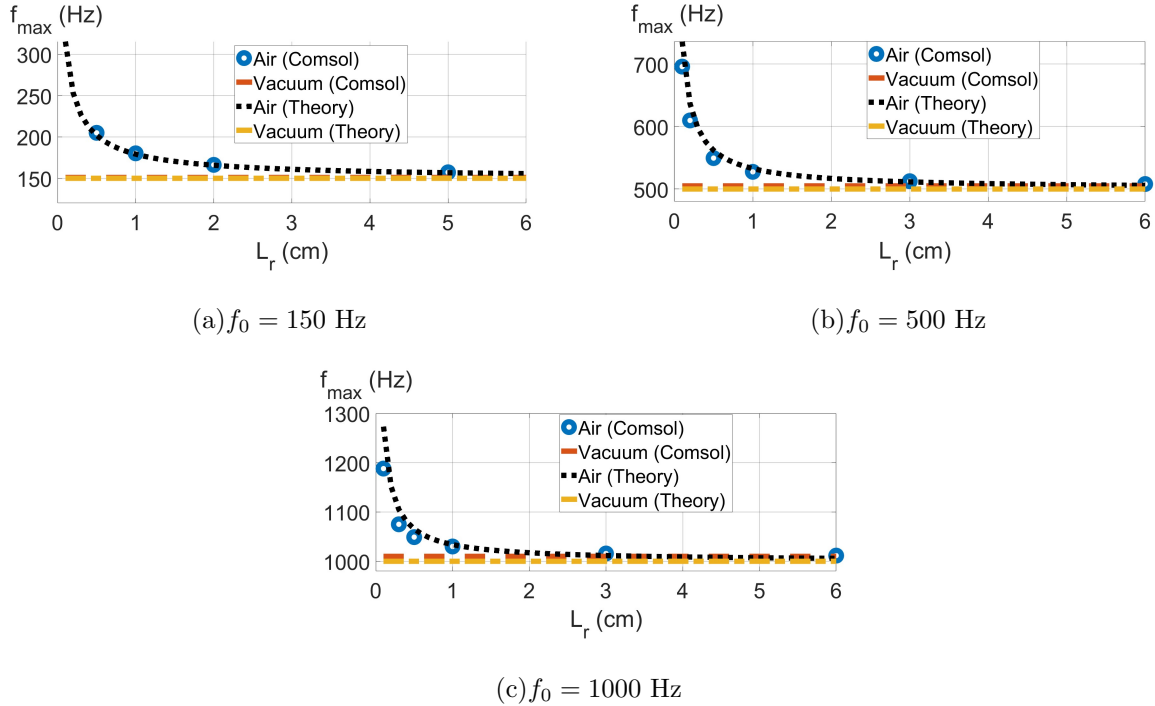 f_max (Hz)
300
250
200
150
Air (Comsol)
Vacuum (Comsol)
Air (Theory)
Vacuum (Theory)
0 1 2 3 4 5 6
L_r (cm)
(a)f_0 = 150 Hz
f_max (Hz)
700
600
500
Air (Comsol)
Vacuum (Comsol)
Air (Theory)
Vacuum (Theory)
0 1 2 3 4 5 6
L_r (cm)
(b)f_0 = 500 Hz
f_max (Hz)
1300
1200
1100
1000
Air (Comsol)
Vacuum (Comsol)
Air (Theory)
Vacuum (Theory)
0 1 2 3 4 5 6
L_r (cm)
(c)f_0 = 1000 Hz